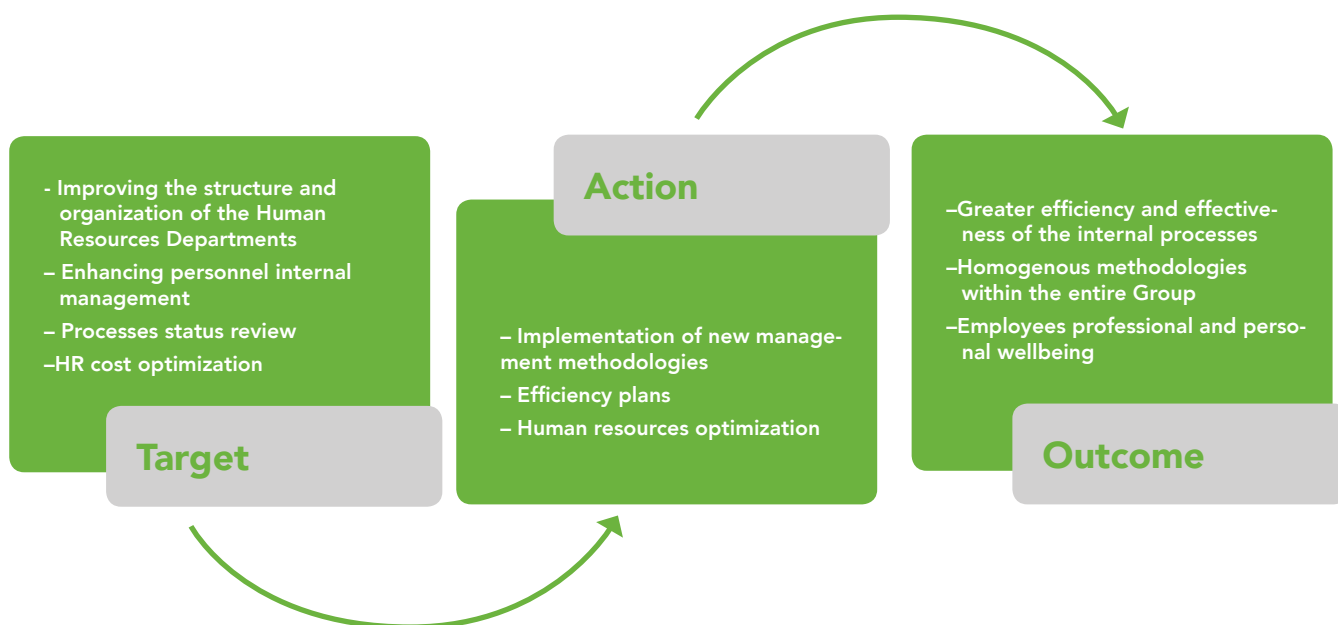 - Improving the structure and
organization of the Human
Resources Departments
– Enhancing personnel internal
management
– Processes status review
–HR cost optimization
Target
Action
– Implementation of new manage-
ment methodologies
– Efficiency plans
– Human resources optimization
–Greater efficiency and effective-
ness of the internal processes
–Homogenous methodologies
within the entire Group
–Employees professional and perso-
nal wellbeing
Outcome